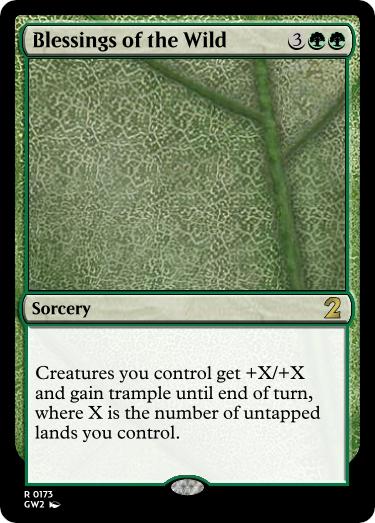 Blessings of the Wild 3
Sorcery 2
Creatures you control get +X/+X
and gain trample until end of turn,
where X is the number of untapped
lands you control.
R 0173
GW2